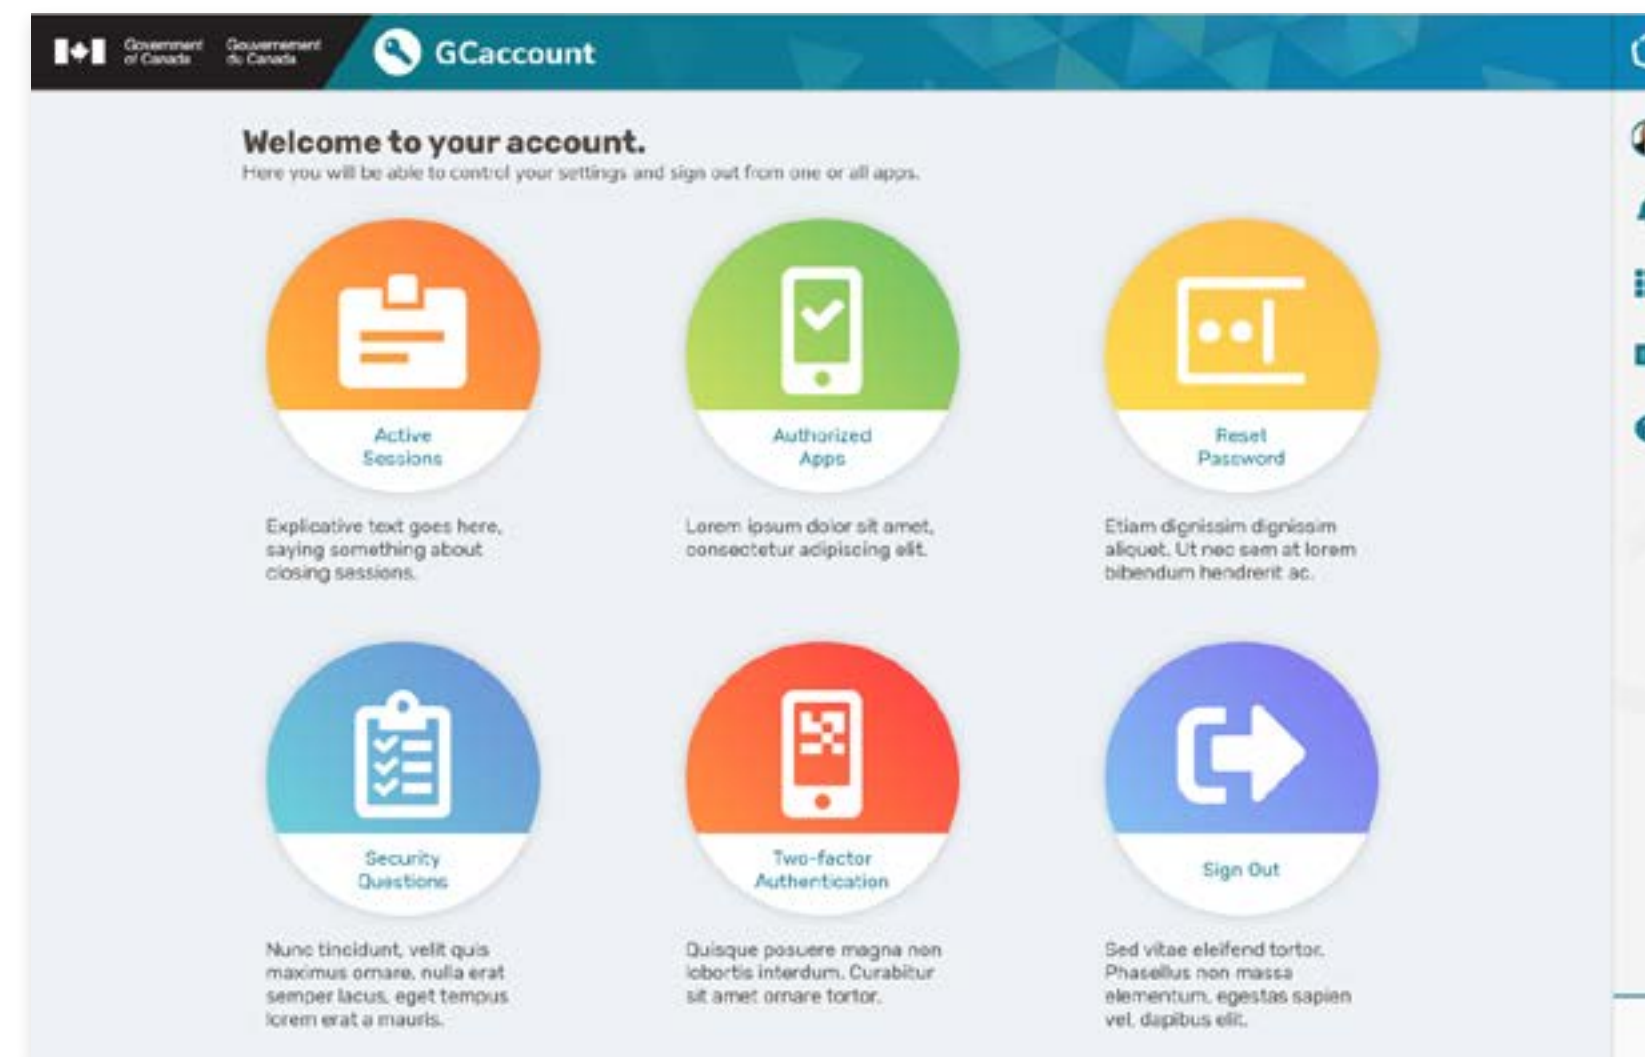 Government Gouvernement
of Canada du Canada
GCaccount
Welcome to your account.
Here you will be able to control your settings and sign out from one or all apps.
Active
Sessions
Authorized
Apps
Reset
Password
Explicative text goes here,
saying something about
closing sessions.
Lorem ipsum dolor sit amet,
consectetur adipiscing elit.
Etiam dignissim dignissim
aliquet. Ut nec sem at lorem
bibendum hendrerit ac.
Security
Questions
Two-factor
Authentication
Sign Out
Nunc tincidunt, velit quis
maximus ornare, nulla erat
semper lacus, eget tempus
lorem erat a mauris.
Quisque posuere magna non
lobortis interdum. Curabitur
sit amet ornare tortor.
Sed vitae eleifend tortor.
Phasellus non massa
elementum, egestas sapien
vel, dapibus elit.